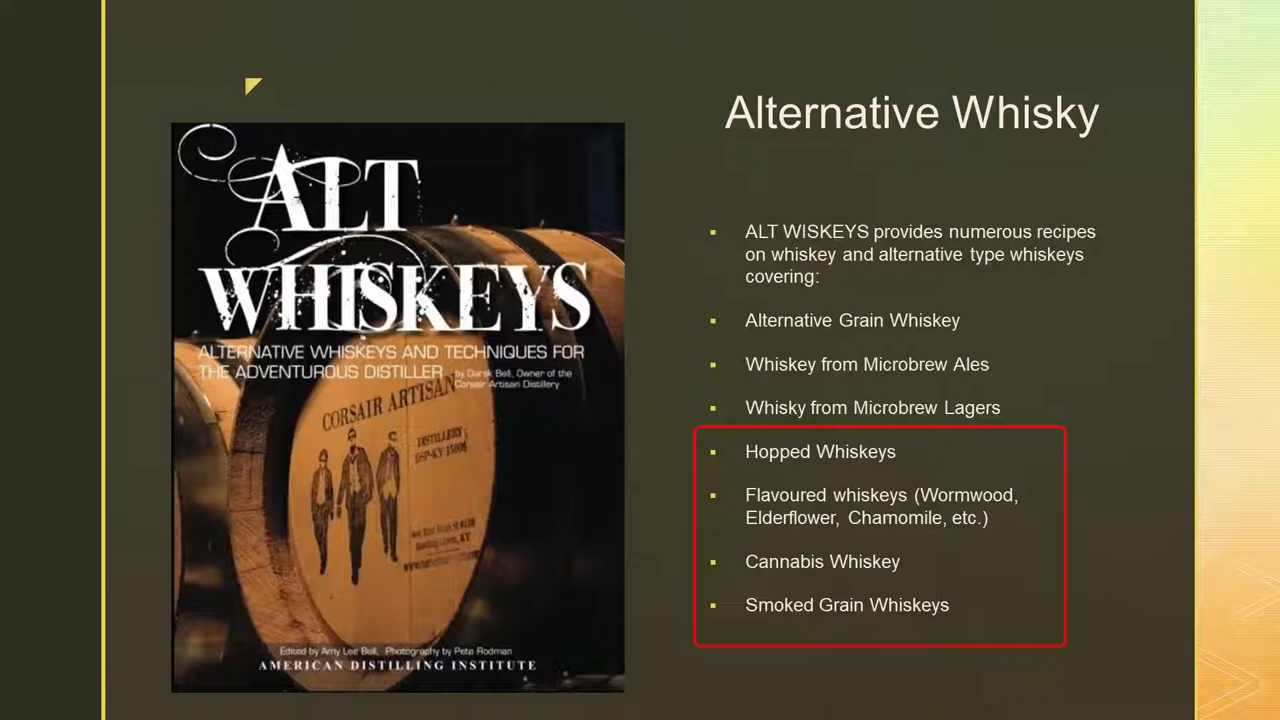 Alternative Whisky
ALT
WHISKEYS
ALTERNATIVE WHISKEYS AND TECHNIQUES FOR
THE ADVENTUROUS DISTILLER
by Darek Bell, Owner of the
Corsair Artisan Distillery
CORSAIR ARTISAN
DISTILLERY
Bowling Green, KY
Edited by Amy Lee Bell, Photography by Pete Rodman
AMERICAN DISTILLING INSTITUTE
ALT WISKEYS provides numerous recipes
on whiskey and alternative type whiskeys
covering:
Alternative Grain Whiskey
Whiskey from Microbrew Ales
Whisky from Microbrew Lagers
Hopped Whiskeys
Flavoured whiskeys (Wormwood,
Elderflower, Chamomile, etc.)
Cannabis Whiskey
Smoked Grain Whiskeys